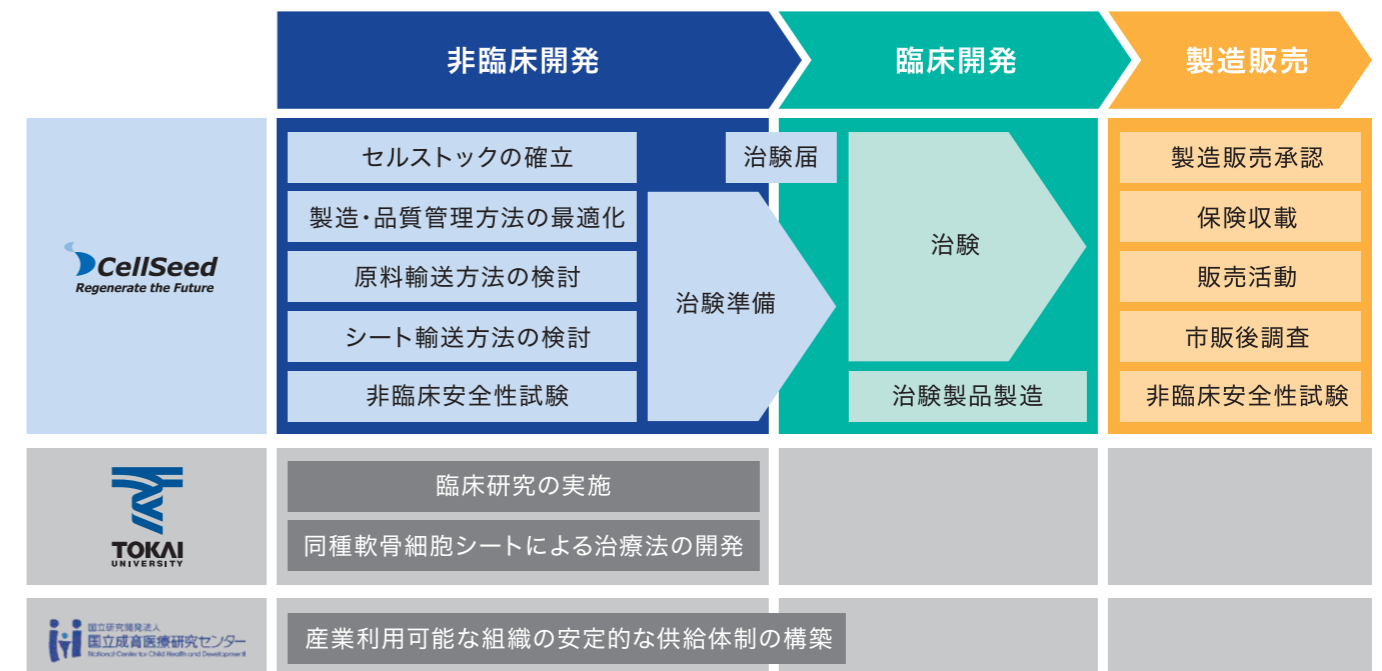 非臨床開発
臨床開発
製造販売
CellSeed
Regenerate the Future
セルストックの確立
製造・品質管理方法の最適化
原料輸送方法の検討
シート輸送方法の検討
非臨床安全性試験
治験届
治験準備
治験
治験製品製造
製造販売承認
保険収載
販売活動
市販後調査
非臨床安全性試験
TOKAI
UNIVERSITY
臨床研究の実施
同種軟骨細胞シートによる治療法の開発
国立研究開発法人
国立成育医療研究センター
National Center for Child Health and Development
産業利用可能な組織の安定的な供給体制の構築